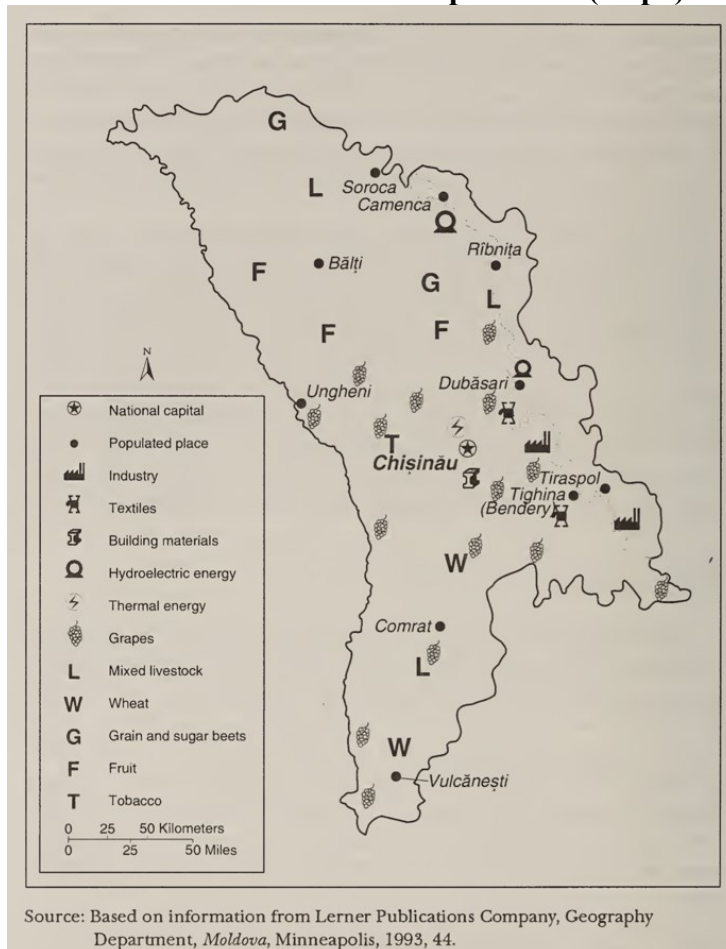 G
L
Soroca
Camenca
F
Bălți
Rîbnița
G
L
F
F
N
Ungheni
Dubăsari
T
Chișinău
Tiraspol
Tighina
(Bendery)
W
Comrat
L
W
Vulcănești
National capital
Populated place
Industry
Textiles
Building materials
Hydroelectric energy
Thermal energy
Grapes
L Mixed livestock
W Wheat
G Grain and sugar beets
F Fruit
T Tobacco
0 25 50 Kilometers
0 25 50 Miles
Source: Based on information from Lerner Publications Company, Geography
Department, Moldova, Minneapolis, 1993, 44.